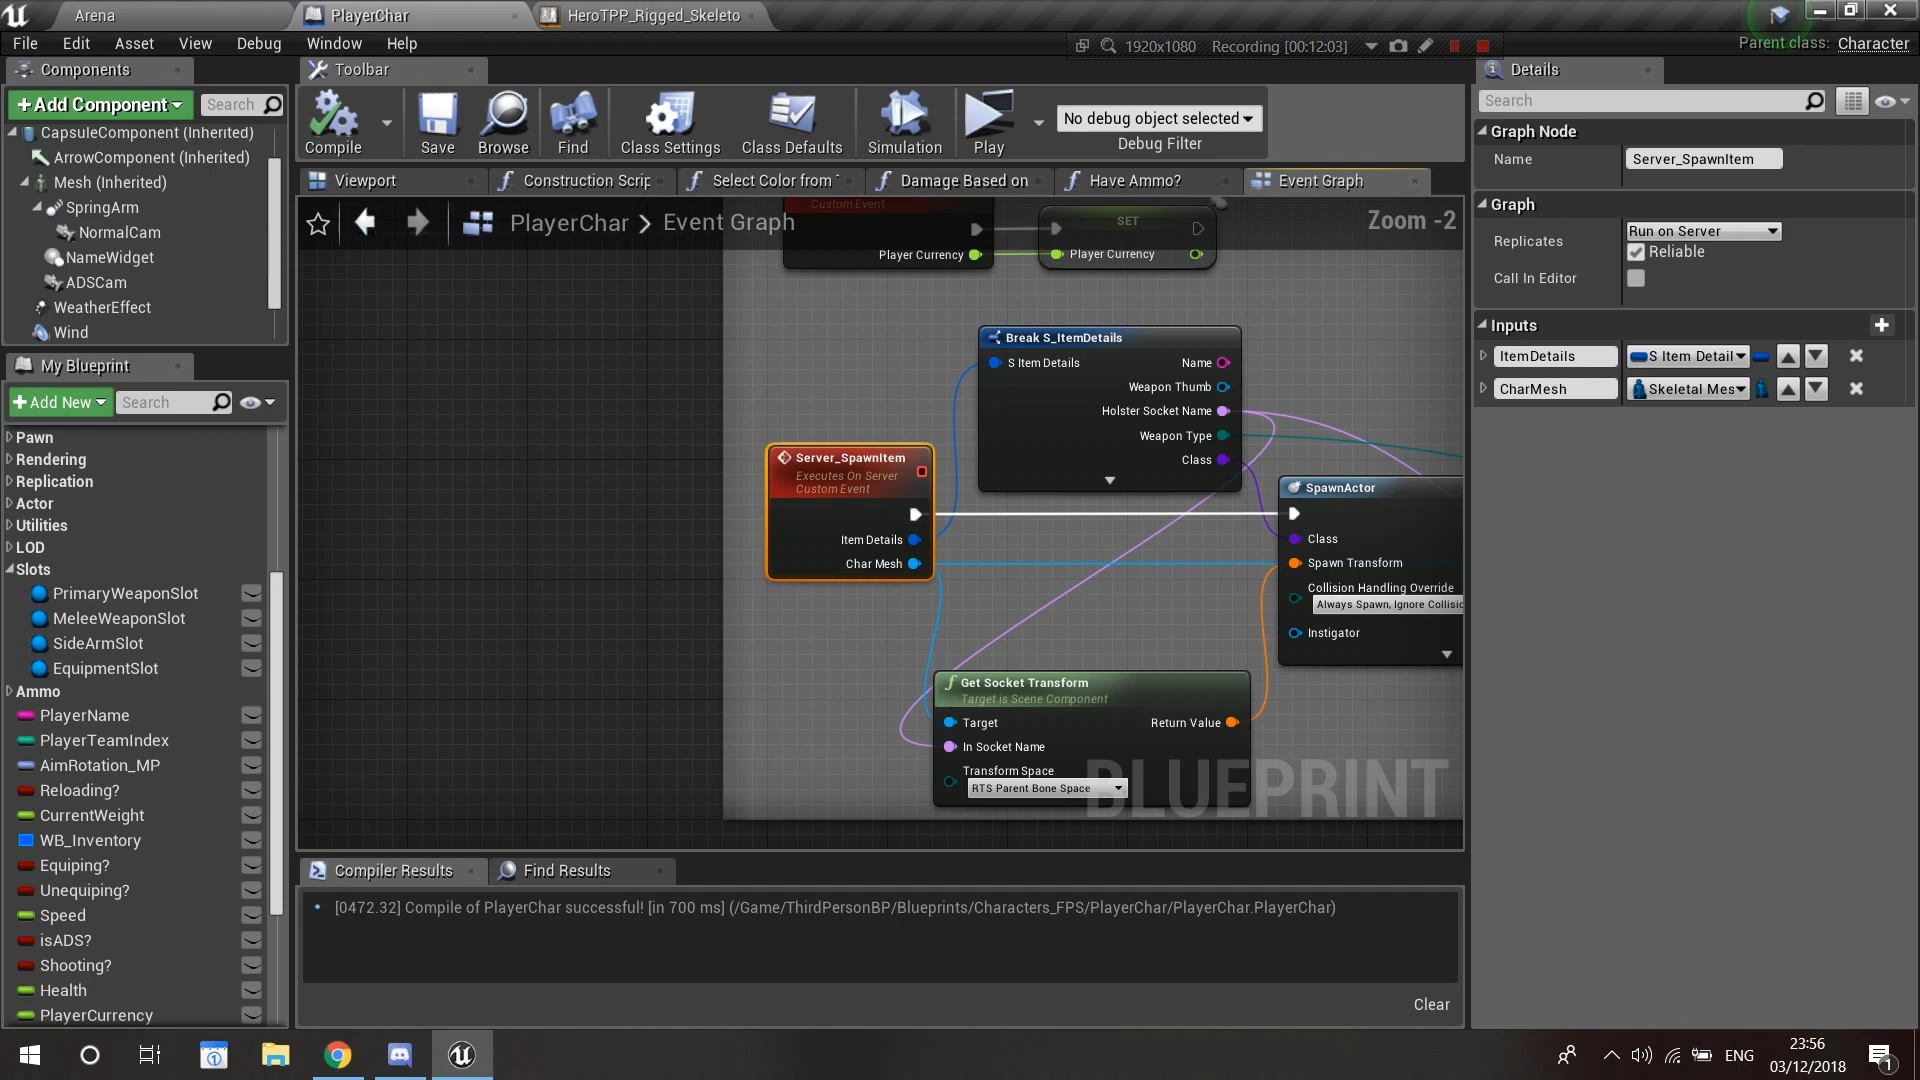 Arena
PlayerChar
HeroTPP_Rigged_Skeleto
File Edit Asset View Debug Window Help
1920x1080 Recording [00:12:03]
Parent class: Character
Components
Toolbar
Details
Add Component
Search
CapsuleComponent (Inherited)
ArrowComponent (Inherited)
Mesh (Inherited)
SpringArm
NormalCam
NameWidget
ADSCam
WeatherEffect
Wind
Compile
Save
Browse
Find
Class Settings
Class Defaults
Simulation
Play
No debug object selected
Debug Filter
Viewport
Construction Scrip
Select Color from
Damage Based on
Have Ammo?
Event Graph
PlayerChar > Event Graph
Zoom -2
Custom Event
Player Currency
SET
Player Currency
Break S_ItemDetails
S Item Details
Name
Weapon Thumb
Holster Socket Name
Weapon Type
Class
Server_SpawnItem
Executes On Server
Custom Event
Item Details
Char Mesh
SpawnActor
Class
Spawn Transform
Collision Handling Override
Always Spawn, Ignore Collisio
Instigator
Get Socket Transform
Target is Scene Component
Target
Return Value
In Socket Name
Transform Space
RTS Parent Bone Space
BLUEPRINT
My Blueprint
Add New
Search
Pawn
Rendering
Replication
Actor
Utilities
LOD
Slots
PrimaryWeaponSlot
MeleeWeaponSlot
SideArmSlot
EquipmentSlot
Ammo
PlayerName
PlayerTeamIndex
AimRotation_MP
Reloading?
CurrentWeight
WB_Inventory
Equiping?
Unequiping?
Speed
isADS?
Shooting?
Health
PlayerCurrency
Compiler Results
Find Results
[0472.32] Compile of PlayerChar successful! [in 700 ms] (/Game/ThirdPersonBP/Blueprints/Characters_FPS/PlayerChar/PlayerChar.PlayerChar)
Clear
Search
Graph Node
Name
Server_SpawnItem
Graph
Replicates
Run on Server
Reliable
Call In Editor
Inputs
ItemDetails
S Item Detail
CharMesh
Skeletal Mes
ENG
23:56
03/12/2018
1